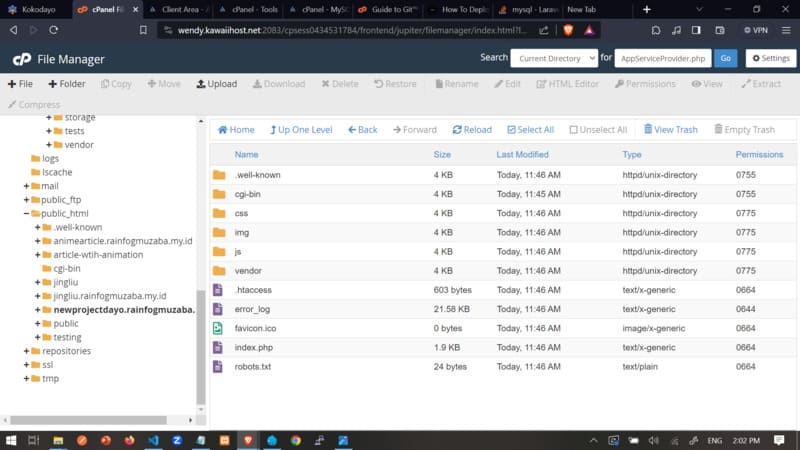 Kokodayo
cPanel Fil
Client Area - A
cPanel - Tools
cPanel - MySC
Guide to Git™
How To Deplo
mysql - Larav
New Tab
wendy.kawaiihost.net:2083/cpsess0434531784/frontend/jupiter/filemanager/index.html?l...
VPN
cP File Manager
Search Current Directory for AppServiceProvider.php Go Settings
File Folder Copy Move Upload Download Delete Restore Rename Edit HTML Editor Permissions View Extract
Compress
storage
tests
vendor
logs
lscache
mail
public_ftp
public_html
.well-known
animearticle.rainfogmuzaba.my.id
article-wtih-animation
cgi-bin
jingliu
jingliu.rainfogmuzaba.my.id
newprojectdayo.rainfogmuzaba.
public
testing
repositories
ssl
tmp
Home Up One Level Back Forward Reload Select All Unselect All View Trash Empty Trash
Name Size Last Modified Type Permissions
.well-known 4 KB Today, 11:46 AM httpd/unix-directory 0755
cgi-bin 4 KB Today, 11:45 AM httpd/unix-directory 0755
css 4 KB Today, 11:46 AM httpd/unix-directory 0775
img 4 KB Today, 11:46 AM httpd/unix-directory 0775
js 4 KB Today, 11:46 AM httpd/unix-directory 0775
vendor 4 KB Today, 11:46 AM httpd/unix-directory 0775
.htaccess 603 bytes Today, 11:46 AM text/x-generic 0664
error_log 21.58 KB Today, 11:46 AM text/x-generic 0644
favicon.ico 0 bytes Today, 11:46 AM image/x-generic 0664
index.php 1.9 KB Today, 11:46 AM text/x-generic 0664
robots.txt 24 bytes Today, 11:46 AM text/plain 0664
ENG 2:02 PM